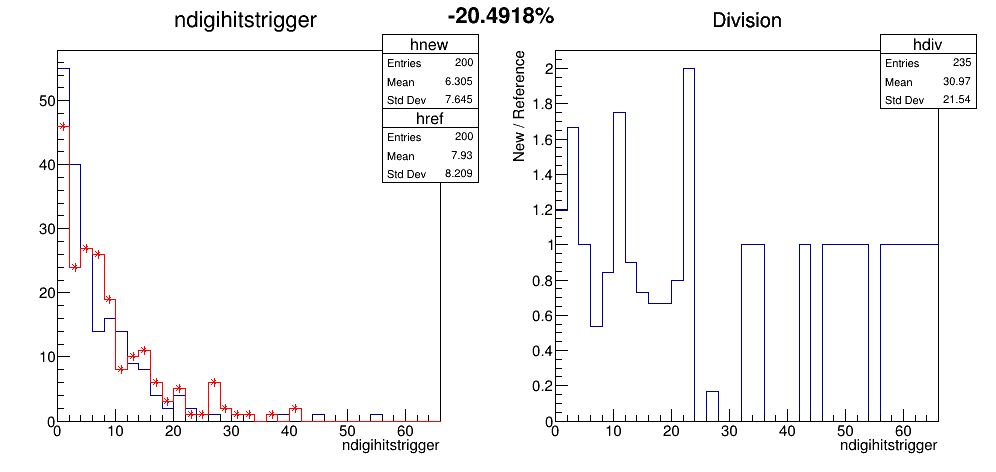 -20.4918%
ndigihitstrigger
hnew
Entries 200
Mean 6.305
Std Dev 7.645
href
Entries 200
Mean 7.93
Std Dev 8.209
50
40
30
20
10
0
0 10 20 30 40 50 60
ndigihitstrigger
Division
hdiv
Entries 235
Mean 30.97
Std Dev 21.54
New / Reference
2
1.8
1.6
1.4
1.2
1
0.8
0.6
0.4
0.2
0
0 10 20 30 40 50 60
ndigihitstrigger